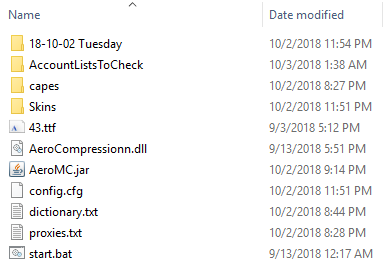 Name Date modified
18-10-02 Tuesday 10/2/2018 11:54 PM
AccountListsToCheck 10/3/2018 1:38 AM
capes 10/2/2018 8:27 PM
Skins 10/2/2018 11:51 PM
43.ttf 9/3/2018 5:12 PM
AeroCompressionn.dll 9/13/2018 5:51 PM
AeroMC.jar 10/2/2018 9:14 PM
config.cfg 10/2/2018 11:51 PM
dictionary.txt 10/2/2018 8:44 PM
proxies.txt 10/2/2018 8:28 PM
start.bat 9/13/2018 12:17 AM